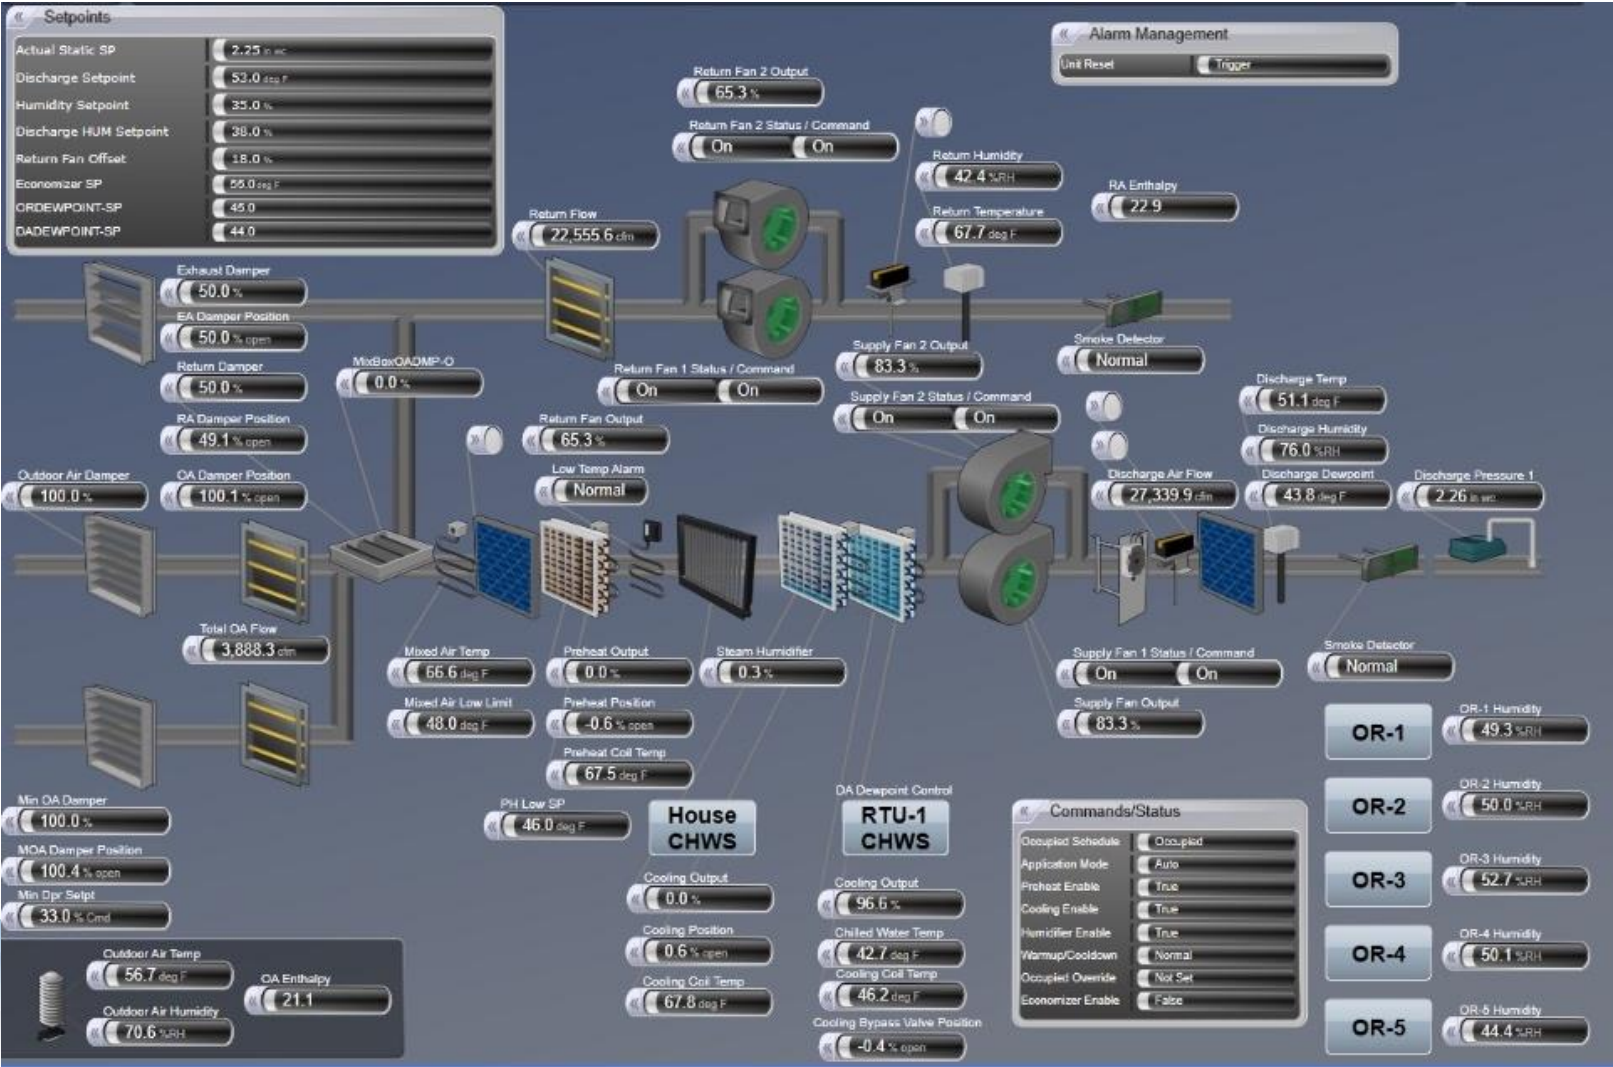 Setpoints
Actual Static SP 2.25 in wc
Discharge Setpoint 53.0 deg F
Humidity Setpoint 35.0 %
Discharge HUM Setpoint 38.0 %
Return Fan Offset 18.0 %
Economizer SP 55.0 deg F
ORDEWPOINT-SP 45.0
DADEWPOINT-SP 44.0
Alarm Management
Unit Reset Trigger
Return Fan 2 Output
65.3 %
Return Fan 2 Status / Command
On On
Return Humidity
42.4 %RH
RA Enthalpy
22.9
Return Temperature
67.7 deg F
Return Flow
22,555.6 cfm
Exhaust Damper
50.0 %
EA Damper Position
50.0 % open
Return Damper
50.0 %
RA Damper Position
49.1 % open
MixBoxOADMP-O
0.0 %
Return Fan 1 Status / Command
On On
Supply Fan 2 Output
83.3 %
Supply Fan 2 Status / Command
On On
Smoke Detector
Normal
Discharge Temp
51.1 deg F
Discharge Humidity
76.0 %RH
Return Fan Output
65.3 %
Low Temp Alarm
Normal
Outdoor Air Damper
100.0 %
OA Damper Position
100.1 % open
Discharge Air Flow
27,339.9 cfm
Discharge Dewpoint
43.8 deg F
Discharge Pressure 1
2.26 in wc
Total OA Flow
3,888.3 cfm
Mixed Air Temp
66.6 deg F
Preheat Output
0.0 %
Steam Humidifier
0.3 %
Supply Fan 1 Status / Command
On On
Smoke Detector
Normal
Mixed Air Low Limit
48.0 deg F
Preheat Position
-0.6 % open
Supply Fan Output
83.3 %
Preheat Coil Temp
67.5 deg F
PH Low SP
46.0 deg F
OR-1
OR-1 Humidity
49.3 %RH
OR-2
OR-2 Humidity
50.0 %RH
OR-3
OR-3 Humidity
52.7 %RH
OR-4
OR-4 Humidity
50.1 %RH
OR-5
OR-5 Humidity
44.4 %RH
Min OA Damper
100.0 %
MOA Damper Position
100.4 % open
Min Dpr Setpt
33.0 % Cmd
House
CHWS
Cooling Output
0.0 %
Cooling Position
0.6 % open
Cooling Coil Temp
67.8 deg F
OA Dewpoint Control
RTU-1
CHWS
Cooling Output
96.6 %
Chilled Water Temp
42.7 deg F
Cooling Coil Temp
46.2 deg F
Cooling Bypass Valve Position
-0.4 % open
Commands/Status
Occupied Schedule Occupied
Application Mode Auto
Preheat Enable True
Cooling Enable True
Humidifier Enable True
Warmup/Cooldown Normal
Occupied Override Not Set
Economizer Enable False
Outdoor Air Temp
56.7 deg F
OA Enthalpy
21.1
Outdoor Air Humidity
70.6 %RH